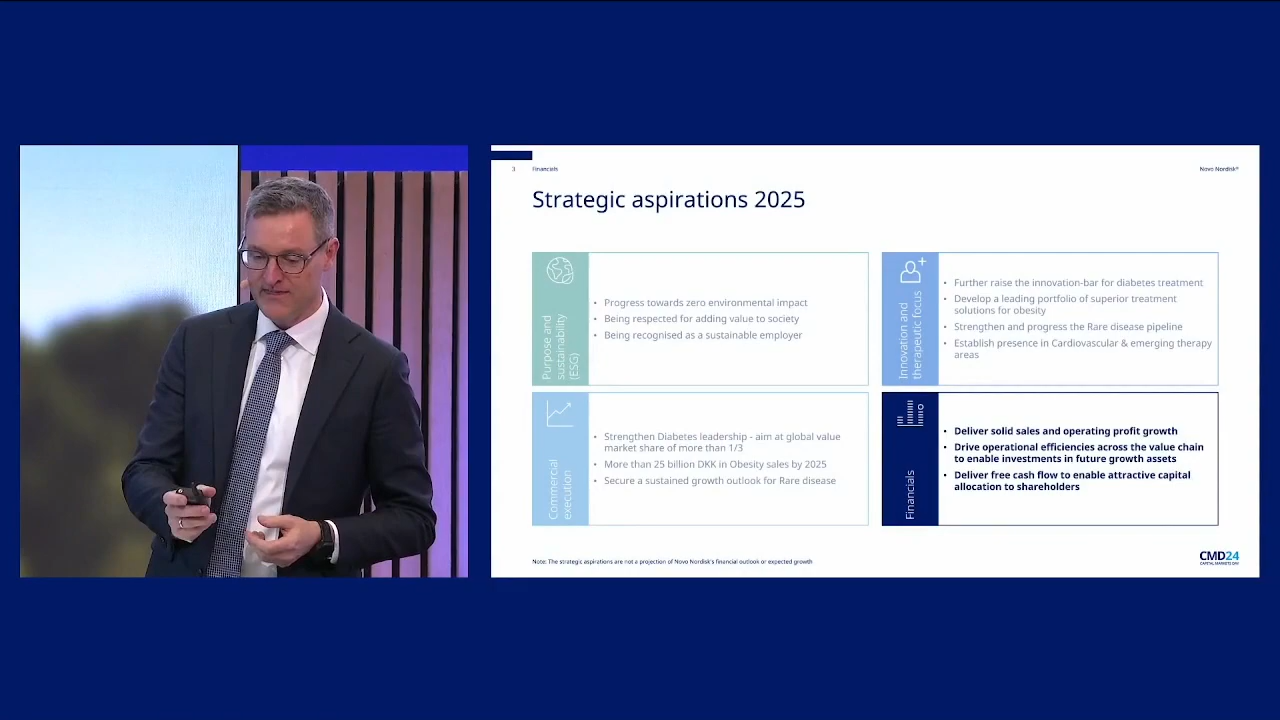 3 Financials
Novo Nordisk®
Strategic aspirations 2025
Purpose and
sustainability
(ESG)
• Progress towards zero environmental impact
• Being respected for adding value to society
• Being recognised as a sustainable employer
Innovation and
therapeutic focus
• Further raise the innovation-bar for diabetes treatment
• Develop a leading portfolio of superior treatment
solutions for obesity
• Strengthen and progress the Rare disease pipeline
• Establish presence in Cardiovascular & emerging therapy
areas
Commercial
execution
• Strengthen Diabetes leadership - aim at global value
market share of more than 1/3
• More than 25 billion DKK in Obesity sales by 2025
• Secure a sustained growth outlook for Rare disease
Financials
• Deliver solid sales and operating profit growth
• Drive operational efficiencies across the value chain
to enable investments in future growth assets
• Deliver free cash flow to enable attractive capital
allocation to shareholders
Note: The strategic aspirations are not a projection of Novo Nordisk's financial outlook or expected growth
CMD24
CAPITAL MARKETS DAY